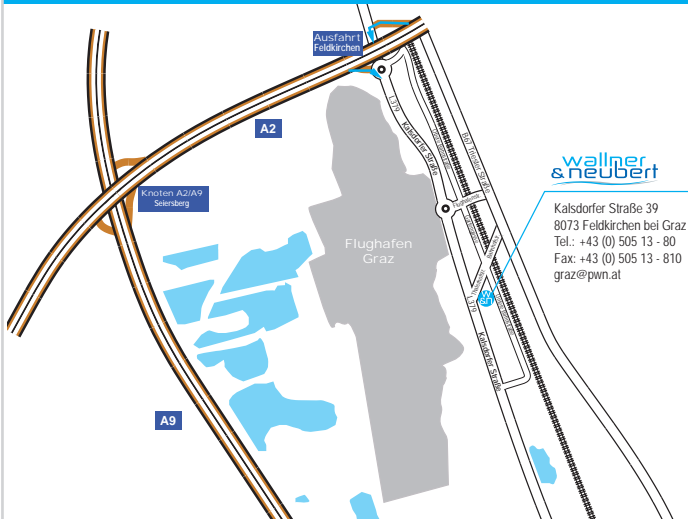 Ausfahrt
Feldkirchen
A2
L379
Kalsdorfer Straße
B67 Triester Straße
Knoten A2/A9
Seiersberg
Flughafen
Graz
wallner
& neubert
Kalsdorfer Straße 39
8073 Feldkirchen bei Graz
Tel.: +43 (0) 505 13 - 80
Fax: +43 (0) 505 13 - 810
graz@pwn.at
w
&n
L379
Kalsdorfer Straße
A9